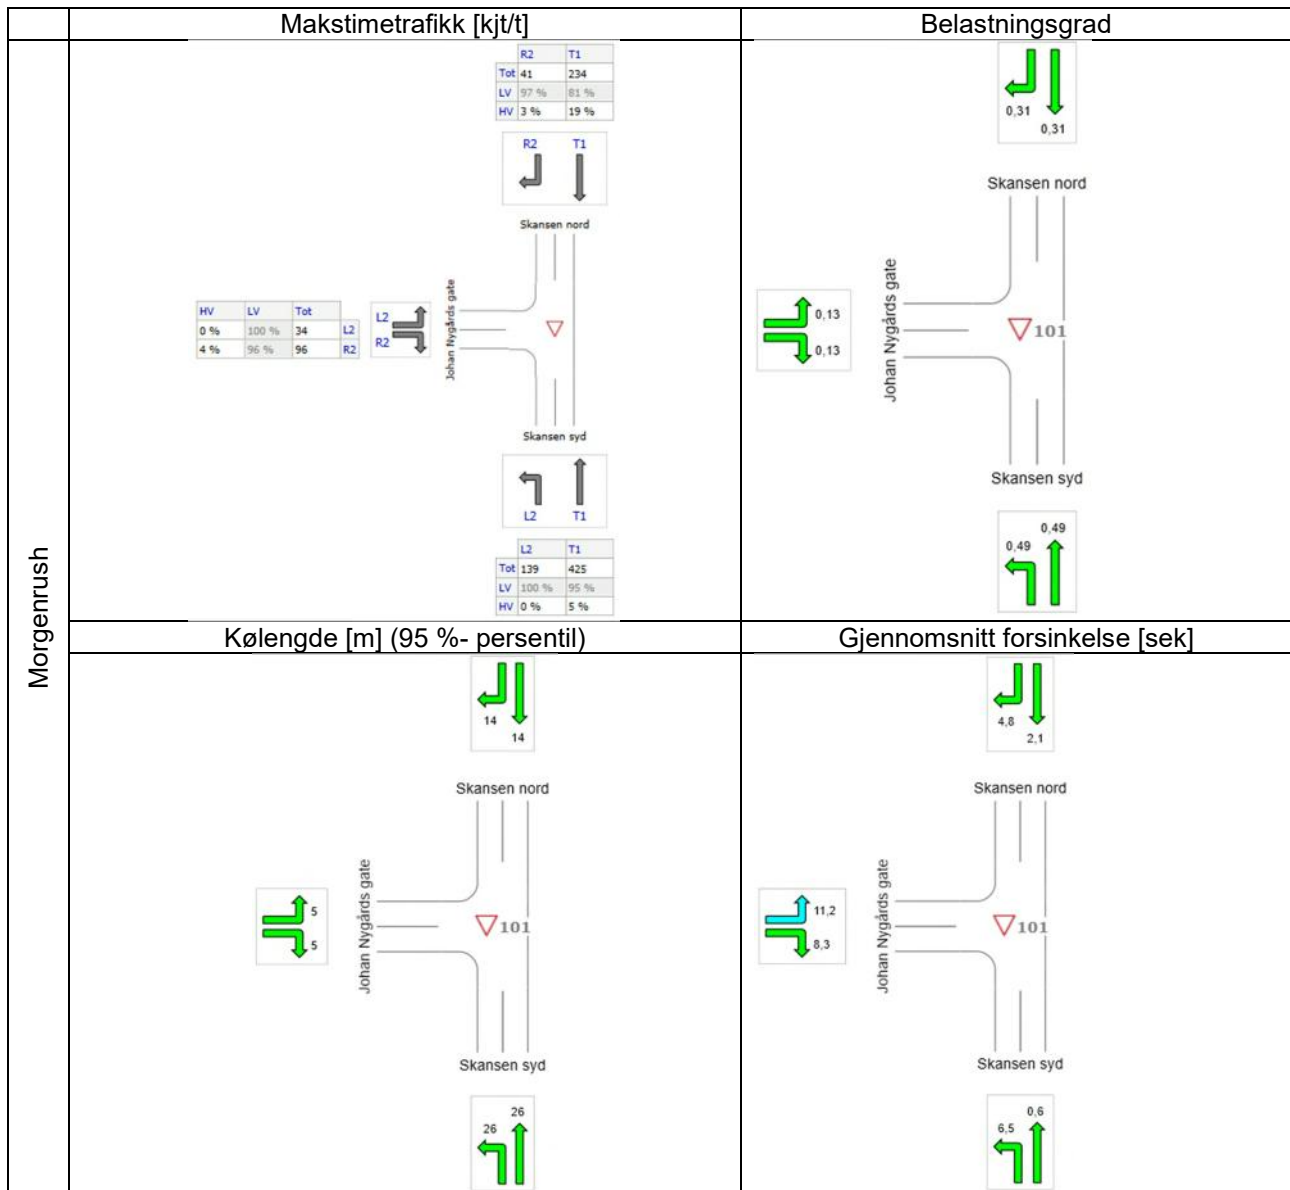 Makstimetrafikk [kjt/t]
Belastningsgrad
Morgenrush
R2 T1
Tot 41 234
LV 97 % 81 %
HV 3 % 19 %
R2 T1
Skansen nord
HV LV Tot
0 % 100 % 34 L2
4 % 96 % 96 R2
L2
R2
Johan Nygårds gate
Skansen syd
L2 T1
L2 T1
Tot 139 425
LV 100 % 95 %
HV 0 % 5 %
0,31
0,31
Skansen nord
0,13
0,13
Johan Nygårds gate
101
Skansen syd
0,49
0,49
Kølengde [m] (95 %- persentil)
Gjennomsnitt forsinkelse [sek]
14
14
Skansen nord
5
5
Johan Nygårds gate
101
Skansen syd
26
26
4,8
2,1
Skansen nord
11,2
8,3
Johan Nygårds gate
101
Skansen syd
0,6
6,5